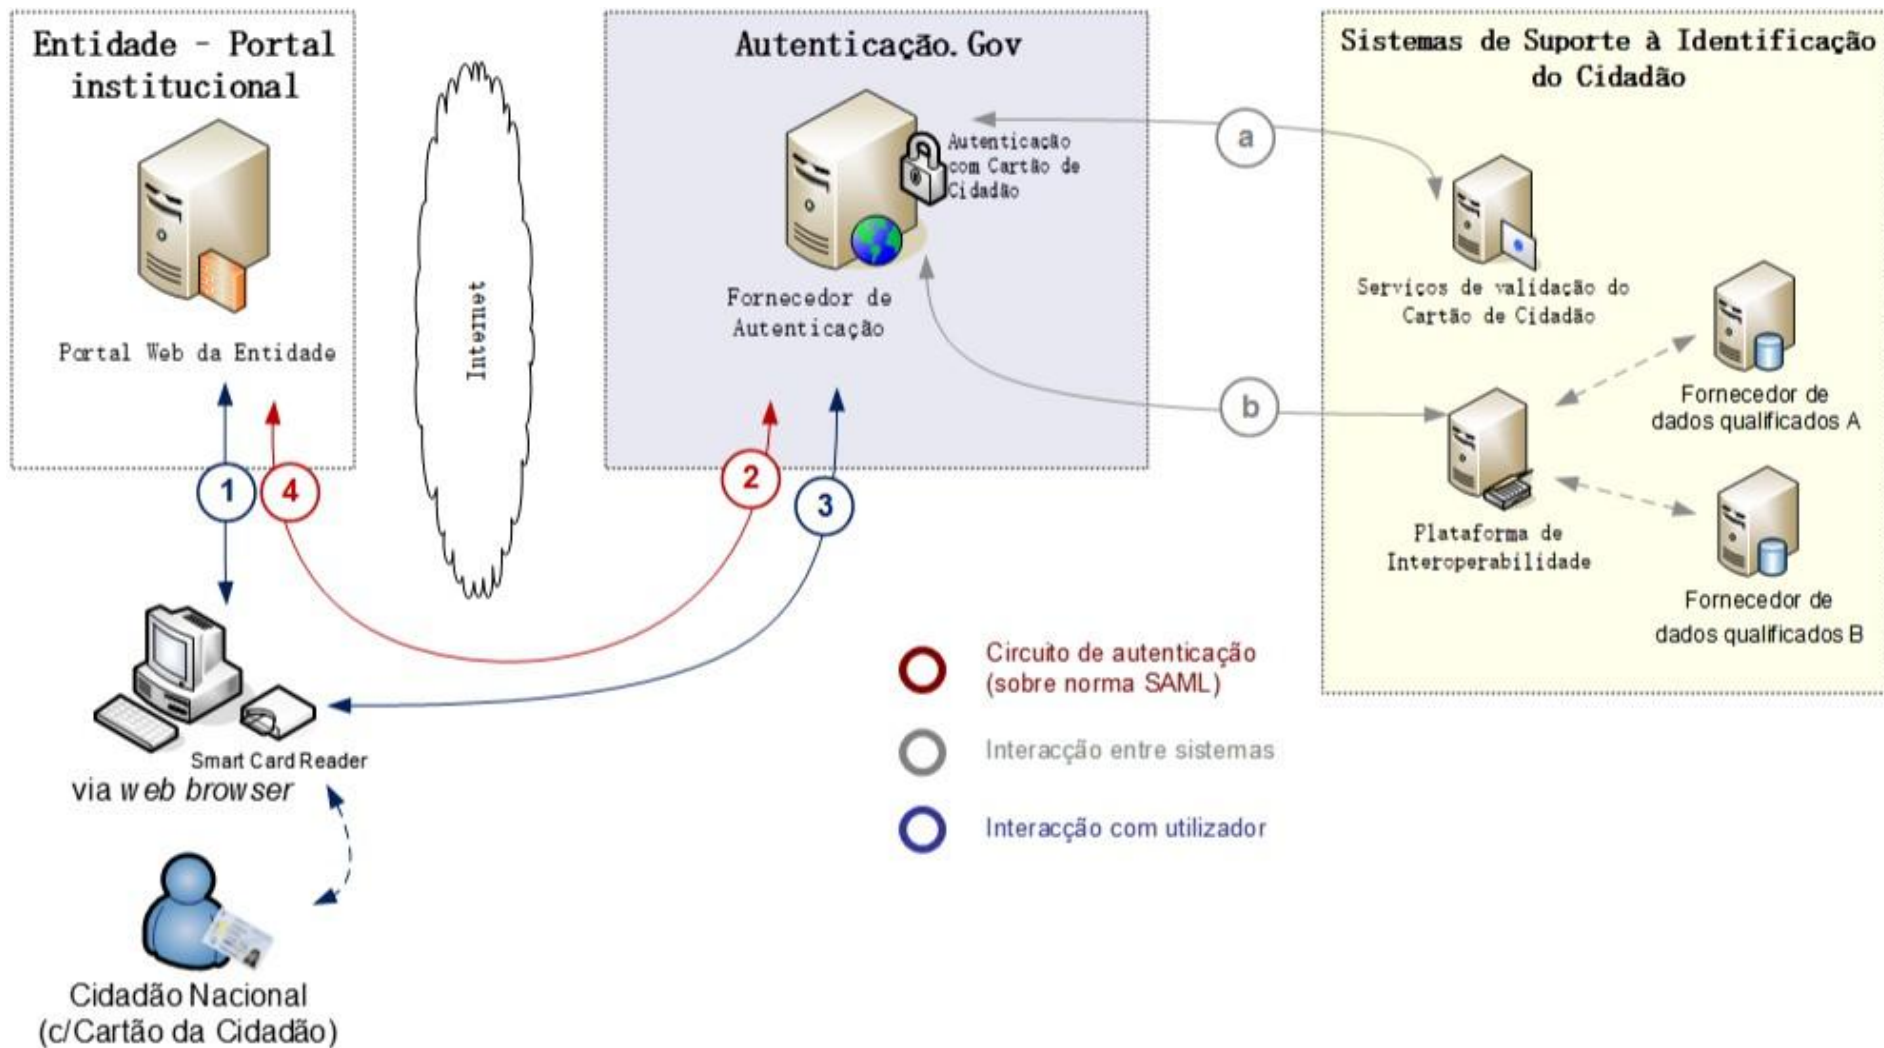 Entidade - Portal
institucional
Portal Web da Entidade
Internet
Autenticação.Gov
Autenticação
com Cartão de
Cidadão
Fornecedor de
Autenticação
Sistemas de Suporte à Identificação
do Cidadão
a
Serviços de validação do
Cartão de Cidadão
Fornecedor de
dados qualificados A
b
Plataforma de
Interoperabilidade
Fornecedor de
dados qualificados B
1
4
2
3
Smart Card Reader
via web browser
Cidadão Nacional
(c/Cartão da Cidadão)
Circuito de autenticação
(sobre norma SAML)
Interacção entre sistemas
Interacção com utilizador